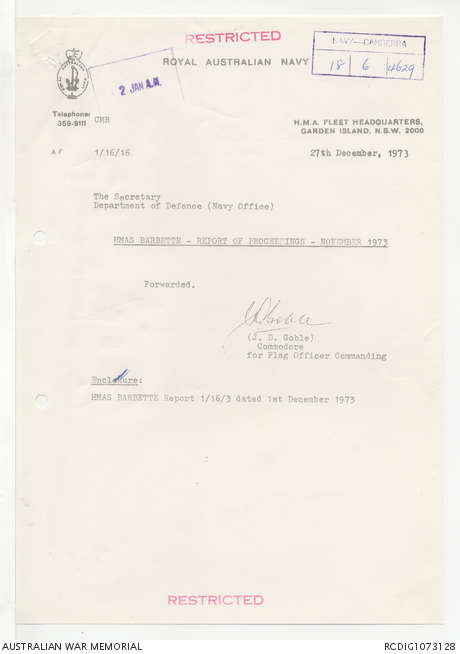 RESTRICTED
NAVY-CANBERRA
18 6 4629
ROYAL AUSTRALIAN NAVY
2 JAN A.M.
Telephone:
359-9111 CMB
H.M.A. FLEET HEADQUARTERS,
GARDEN ISLAND, N.S.W. 2000
AF 1/16/16
27th December, 1973
The Secretary
Department of Defence (Navy Office)
HMAS BARBETTE - REPORT OF PROCEEDINGS - NOVEMBER 1973
Forwarded.
(J. D. Goble)
Commodore
for Flag Officer Commanding
Enclosure:
HMAS BARBETTE Report 1/16/3 dated 1st December 1973
RESTRICTED
AUSTRALIAN WAR MEMORIAL
RCDIG1073128